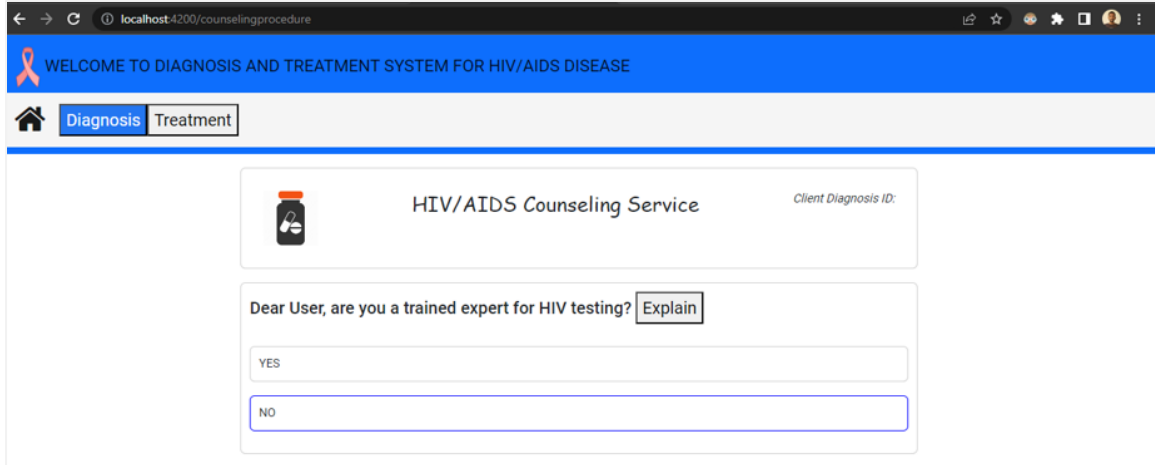 localhost:4200/counselingprocedure
WELCOME TO DIAGNOSIS AND TREATMENT SYSTEM FOR HIV/AIDS DISEASE
Diagnosis Treatment
HIV/AIDS Counseling Service
Client Diagnosis ID:
Dear User, are you a trained expert for HIV testing? Explain
YES
NO